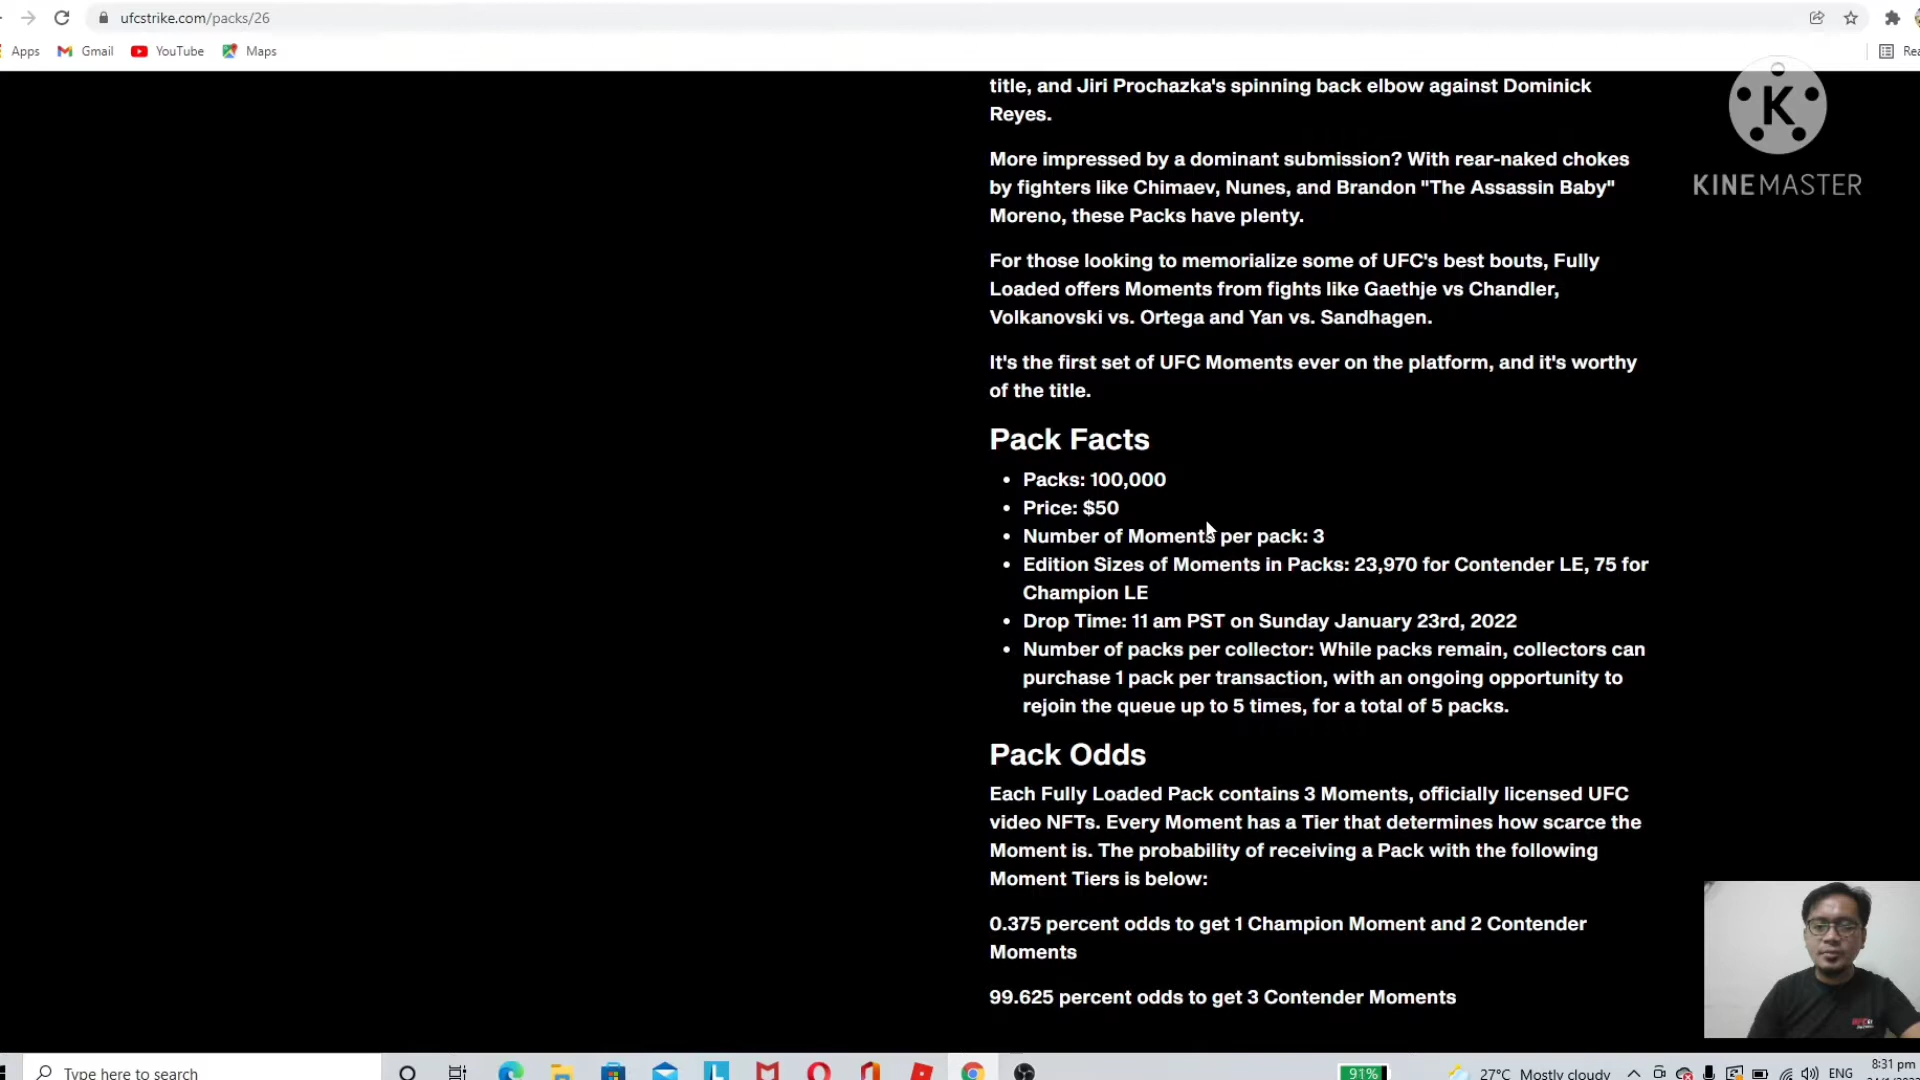 ufcstrike.com/packs/26
Apps Gmail YouTube Maps
title, and Jiri Prochazka's spinning back elbow against Dominick
Reyes.
K
KINEMASTER
More impressed by a dominant submission? With rear-naked chokes
by fighters like Chimaev, Nunes, and Brandon "The Assassin Baby"
Moreno, these Packs have plenty.
For those looking to memorialize some of UFC's best bouts, Fully
Loaded offers Moments from fights like Gaethje vs Chandler,
Volkanovski vs. Ortega and Yan vs. Sandhagen.
It's the first set of UFC Moments ever on the platform, and it's worthy
of the title.
Pack Facts
• Packs: 100,000
• Price: $50
• Number of Moments per pack: 3
• Edition Sizes of Moments in Packs: 23,970 for Contender LE, 75 for
Champion LE
• Drop Time: 11 am PST on Sunday January 23rd, 2022
• Number of packs per collector: While packs remain, collectors can
purchase 1 pack per transaction, with an ongoing opportunity to
rejoin the queue up to 5 times, for a total of 5 packs.
Pack Odds
Each Fully Loaded Pack contains 3 Moments, officially licensed UFC
video NFTs. Every Moment has a Tier that determines how scarce the
Moment is. The probability of receiving a Pack with the following
Moment Tiers is below:
0.375 percent odds to get 1 Champion Moment and 2 Contender
Moments
99.625 percent odds to get 3 Contender Moments
Type here to search
91% 27°C Mostly cloudy ENG 8:31 pm